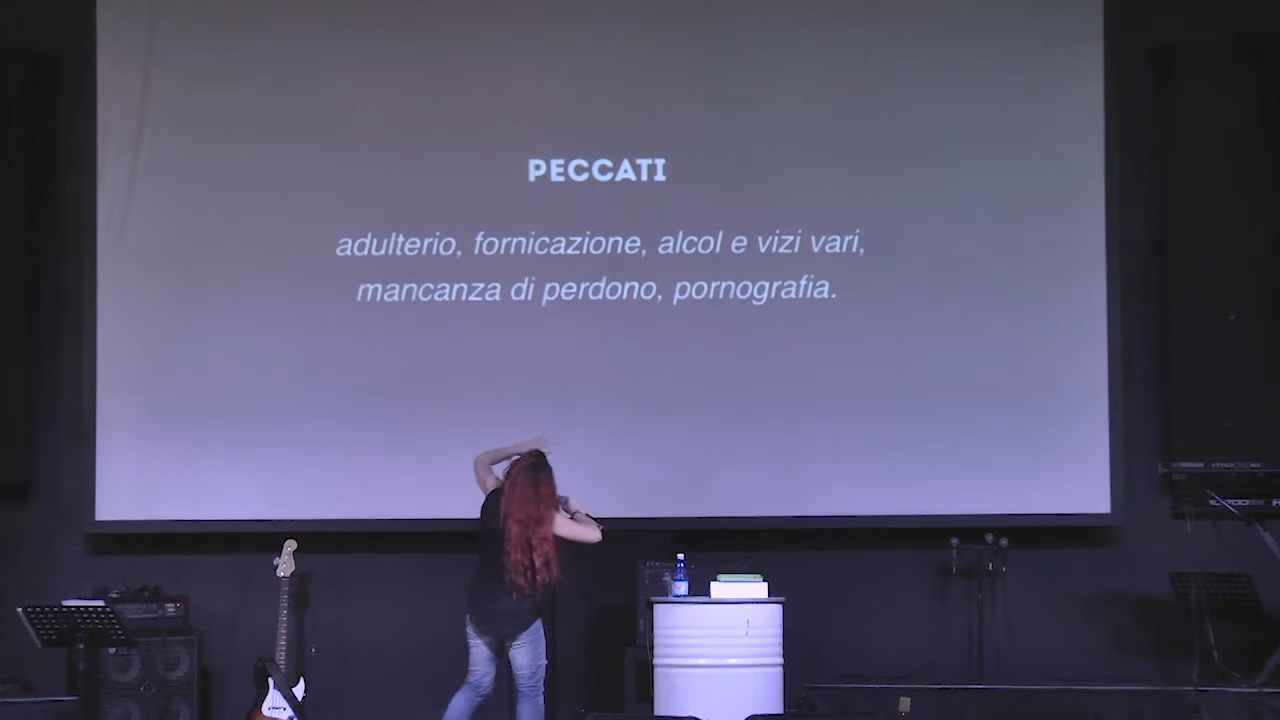 PECCATI
adulterio, fornicazione, alcol e vizi vari,
mancanza di perdono, pornografia.